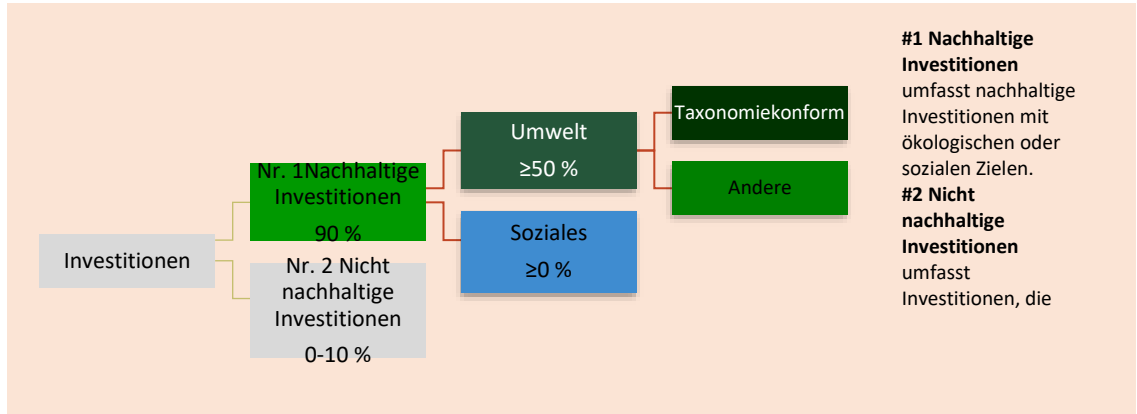 Investitionen
Nr. 1Nachhaltige
Investitionen
90 %
Nr. 2 Nicht
nachhaltige
Investitionen
0-10 %
Umwelt
≥50 %
Soziales
≥0 %
Taxonomiekonform
Andere
#1 Nachhaltige
Investitionen
umfasst nachhaltige
Investitionen mit
ökologischen oder
sozialen Zielen.
#2 Nicht
nachhaltige
Investitionen
umfasst
Investitionen, die